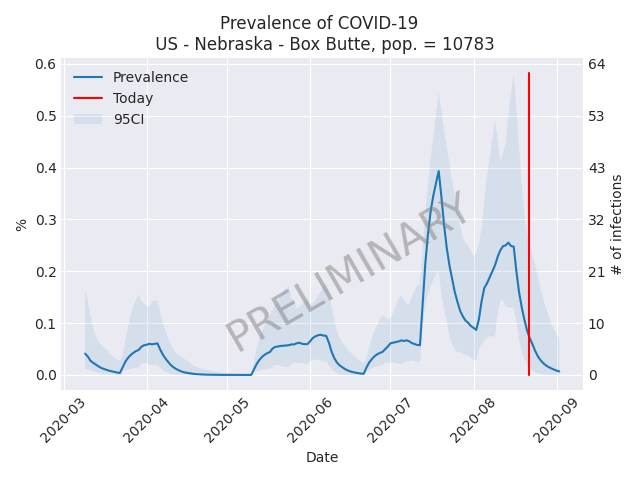 Prevalence of COVID-19
US - Nebraska - Box Butte, pop. = 10783
Prevalence
Today
95CI
PRELIMINARY
0.6
0.5
0.4
0.3
0.2
0.1
0.0
%
64
53
43
32
21
10
0
# of infections
2020-03
2020-04
2020-05
2020-06
2020-07
2020-08
2020-09
Date